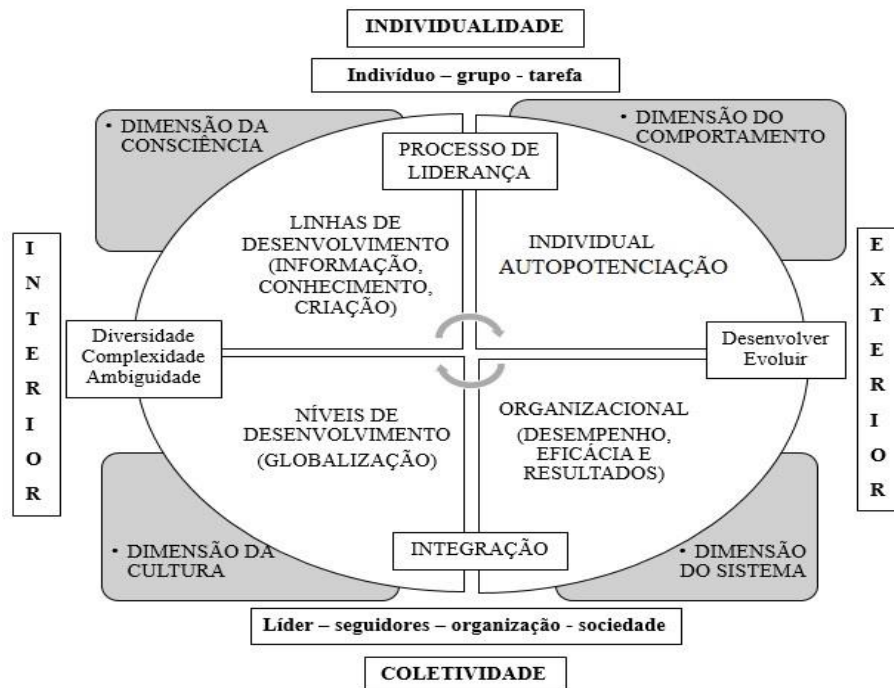 INDIVIDUALIDADE
Indivíduo – grupo - tarefa
• DIMENSÃO DA
CONSCIÊNCIA
• DIMENSÃO DO
COMPORTAMENTO
PROCESSO DE
LIDERANÇA
LINHAS DE
DESENVOLVIMENTO
(INFORMAÇÃO,
CONHECIMENTO,
CRIAÇÃO)
INDIVIDUAL
AUTOPOTENCIAÇÃO
INTERIOR
EXTERIOR
Diversidade
Complexidade
Ambiguidade
Desenvolver
Evoluir
NÍVEIS DE
DESENVOLVIMENTO
(GLOBALIZAÇÃO)
ORGANIZACIONAL
(DESEMPENHO,
EFICÁCIA E
RESULTADOS)
INTEGRAÇÃO
• DIMENSÃO DA
CULTURA
• DIMENSÃO
DO SISTEMA
Líder – seguidores – organização - sociedade
COLETIVIDADE